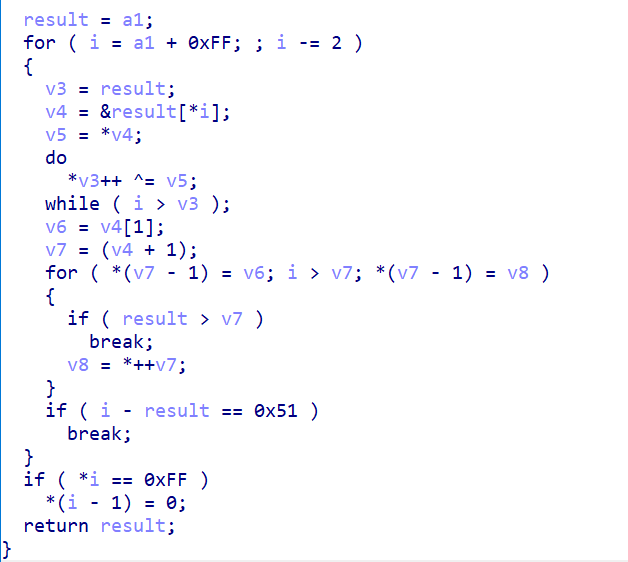 result = a1;
for ( i = a1 + 0xFF; ; i -= 2 )
{
v3 = result;
v4 = &result[*i];
v5 = *v4;
do
*v3++ ^= v5;
while ( i > v3 );
v6 = v4[1];
v7 = (v4 + 1);
for ( *(v7 - 1) = v6; i > v7; *(v7 - 1) = v8 )
{
if ( result > v7 )
break;
v8 = *++v7;
}
if ( i - result == 0x51 )
break;
}
if ( *i == 0xFF )
*(i - 1) = 0;
return result;
}